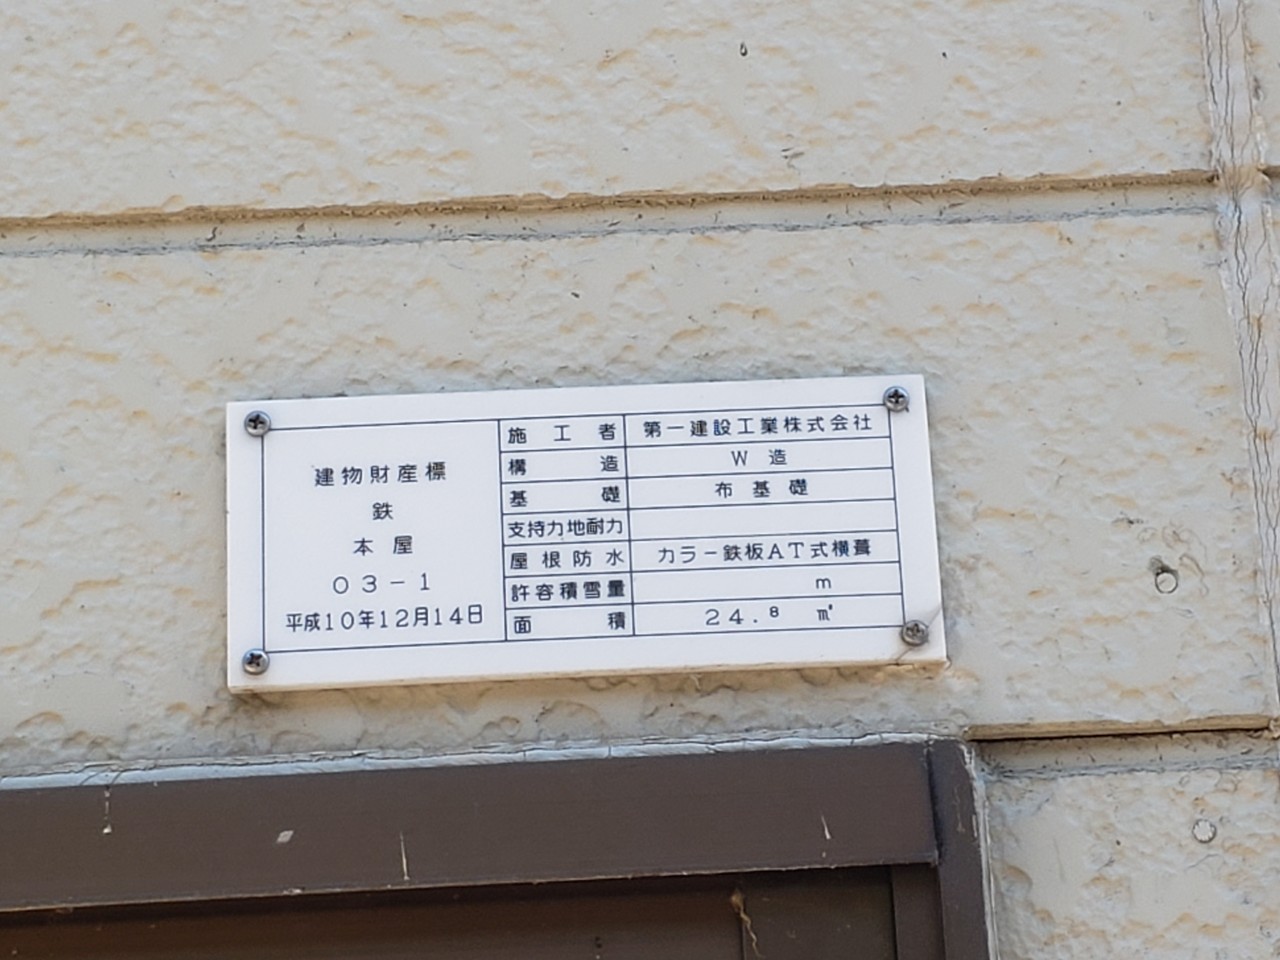 建物財産標
鉄
本屋
03-1
平成10年12月14日
施工者 第一建設工業株式会社
構造 W造
基礎 布基礎
支持力地耐力
屋根防水 カラー鉄板AT式横葺
許容積雪量 m
面積 24.8 ㎡